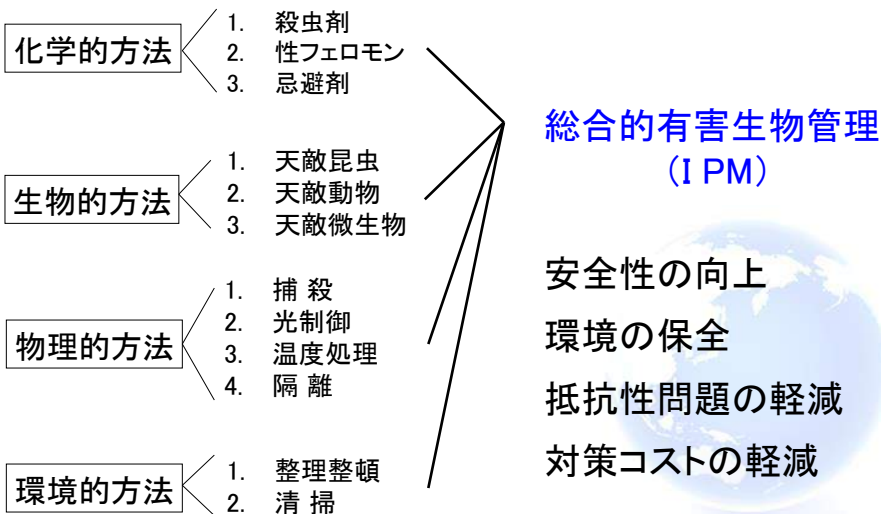 化学的方法
1. 殺虫剤
2. 性フェロモン
3. 忌避剤
生物的方法
1. 天敵昆虫
2. 天敵動物
3. 天敵微生物
物理的方法
1. 捕 殺
2. 光制御
3. 温度処理
4. 隔 離
環境的方法
1. 整理整頓
2. 清 掃
総合的有害生物管理
(I PM)
安全性の向上
環境の保全
抵抗性問題の軽減
対策コストの軽減